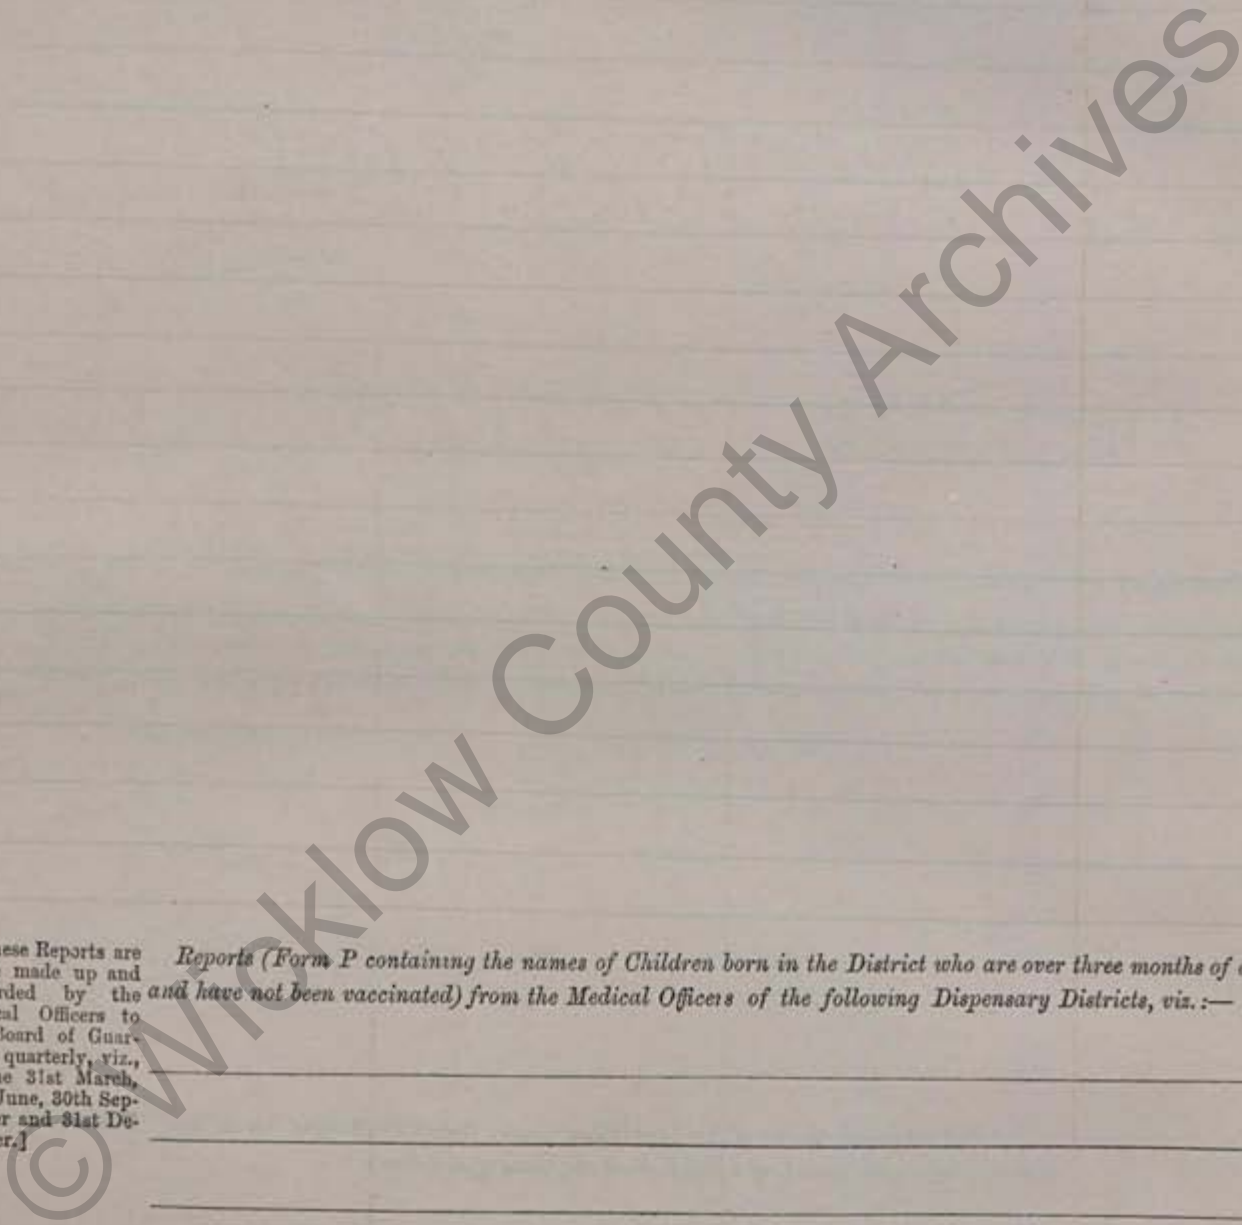 © Wicklow County Archives
ese Reports are
made up and
rded by the
al Officers to
oard of Guar-
quarterly, viz.,
e 31st March,
June, 30th Sep-
r and 31st De-
er.]
Reports (Form P containing the names of Children born in the District who are over three months of
and have not been vaccinated) from the Medical Officers of the following Dispensary Districts, viz.:—